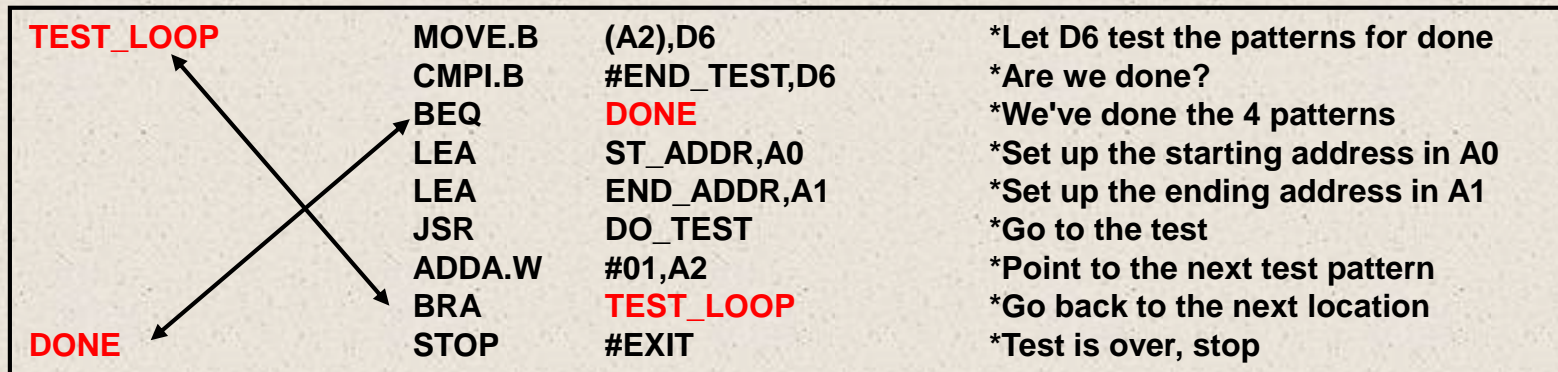 TEST_LOOP MOVE.B (A2),D6 *Let D6 test the patterns for done
CMPI.B #END_TEST,D6 *Are we done?
BEQ DONE *We've done the 4 patterns
LEA ST_ADDR,A0 *Set up the starting address in A0
LEA END_ADDR,A1 *Set up the ending address in A1
JSR DO_TEST *Go to the test
ADDA.W #01,A2 *Point to the next test pattern
BRA TEST_LOOP *Go back to the next location
DONE STOP #EXIT *Test is over, stop